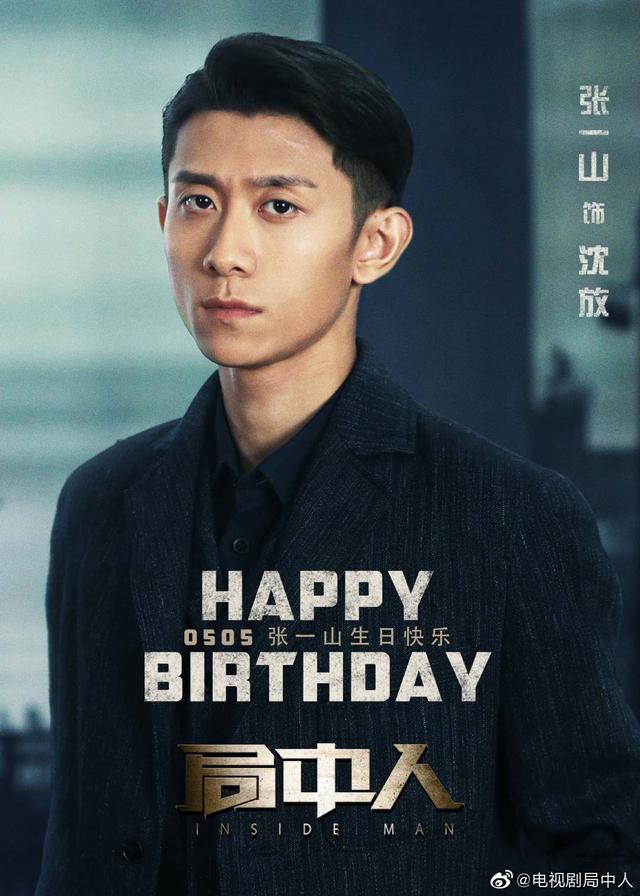 张一山 饰 沈放
HAPPY
0505 张一山生日快乐
BIRTHDAY
局中人
INSIDE MAN
@电视剧局中人